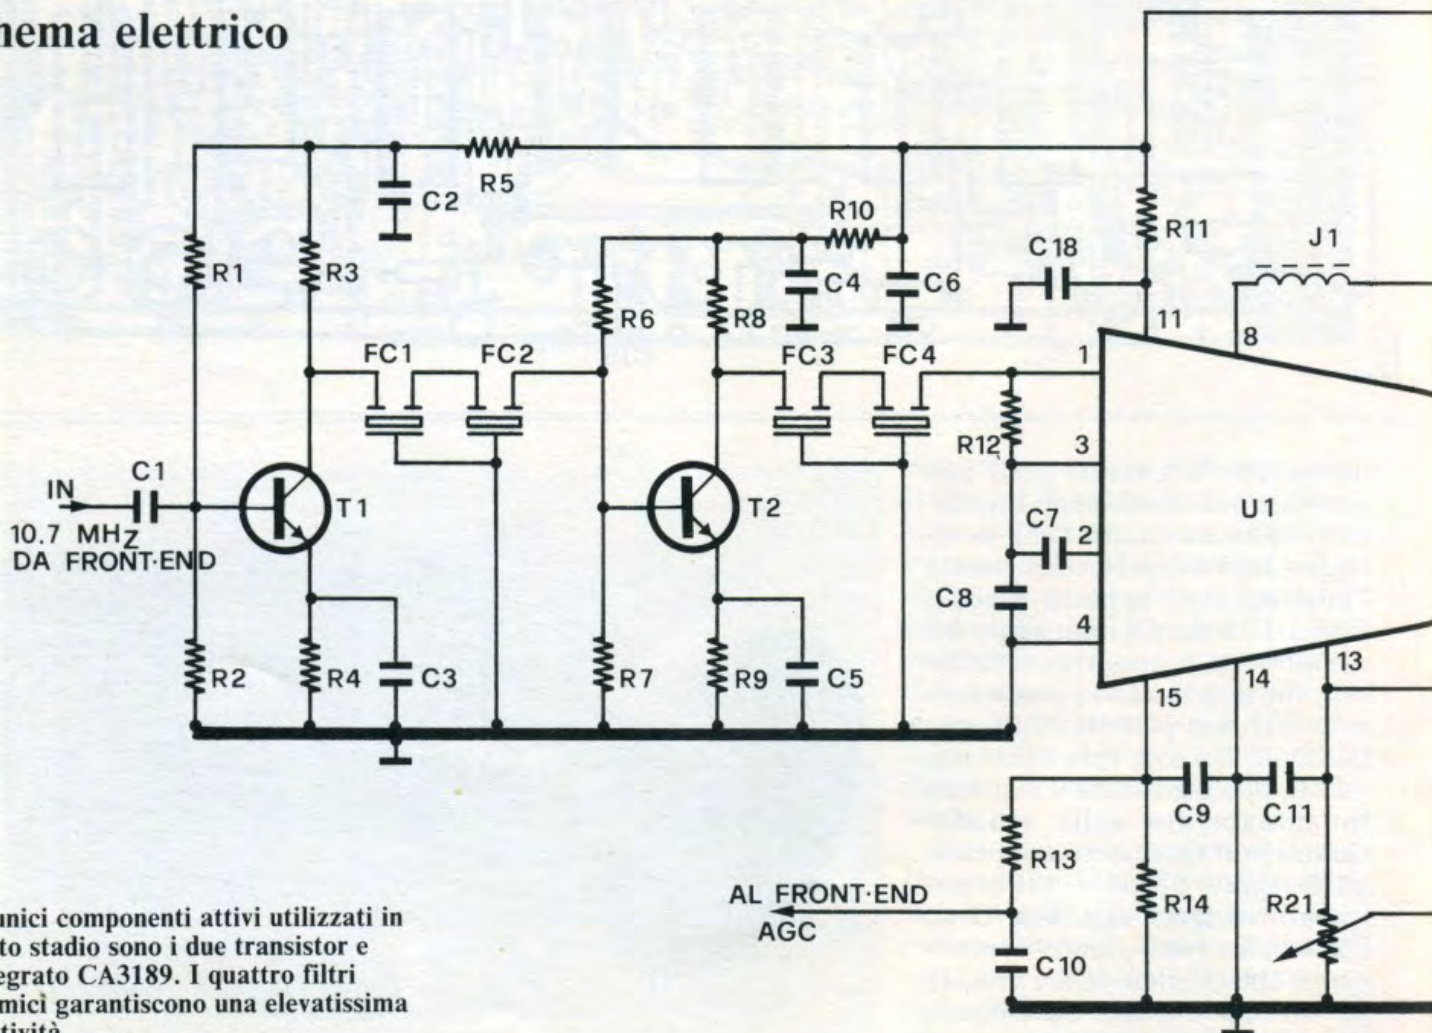 hema elettrico
C2
R5
R10
R11
J1
C18
R1
R3
C4
C6
R6
R8
11
8
FC1
FC2
FC3
FC4
1
R12
3
C1
IN
T1
T2
U1
10.7 MHz
DA FRONT-END
C7
2
C8
4
13
14
15
R2
R4
C3
R7
R9
C5
C9
C11
R13
AL FRONT-END
AGC
R14
R21
C10
unici componenti attivi utilizzati in
to stadio sono i due transistor e
egrato CA3189. I quattro filtri
mici garantiscono una elevatissima
tività